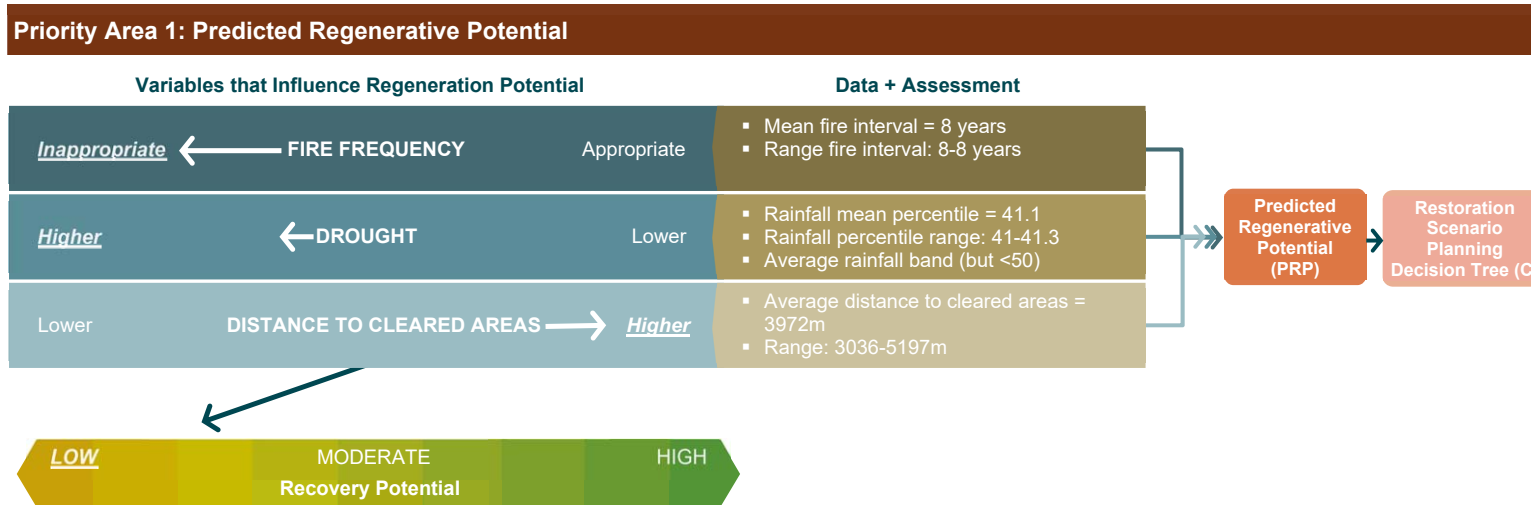 Priority Area 1: Predicted Regenerative Potential
Variables that Influence Regeneration Potential
Data + Assessment
Inappropriate
FIRE FREQUENCY
Appropriate
▪ Mean fire interval = 8 years
▪ Range fire interval: 8-8 years
Higher
DROUGHT
Lower
▪ Rainfall mean percentile = 41.1
▪ Rainfall percentile range: 41-41.3
▪ Average rainfall band (but <50)
Lower
DISTANCE TO CLEARED AREAS
Higher
▪ Average distance to cleared areas =
3972m
▪ Range: 3036-5197m
Predicted
Regenerative
Potential
(PRP)
Restoration
Scenario
Planning
Decision Tree (
LOW
MODERATE
HIGH
Recovery Potential